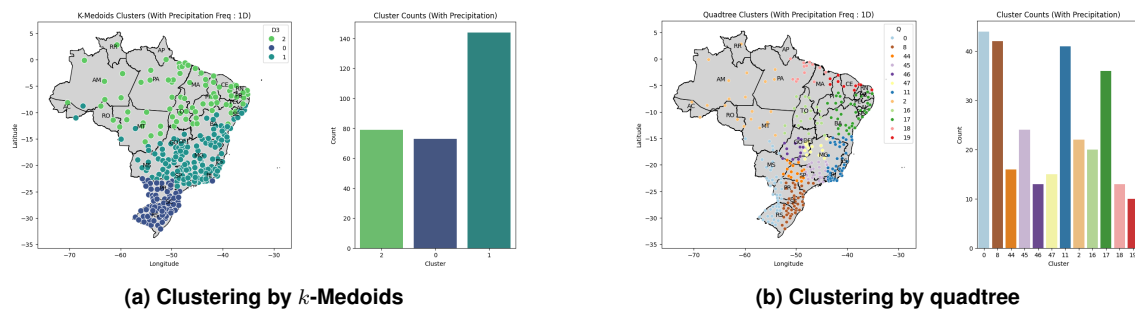 K-Medoids Clusters (With Precipitation Freq : 1D)
D3
2
0
1
5
0
−5
−10
−15
−20
−25
−30
−35
Latitude
−70
−60
−50
−40
−30
Longitude
RR
AP
AM
PA
MA
CE
RN
AC
RO
TO
MT
BA
Cluster Counts (With Precipitation)
140
120
100
80
60
40
20
0
Count
2
0
1
Cluster
(a) Clustering by k-Medoids
Quadtree Clusters (With Precipitation Freq : 1D)
Q
0
8
44
45
46
47
11
2
16
17
18
19
5
0
−5
−10
−15
−20
−25
−30
−35
Latitude
−70
−60
−50
−40
−30
Longitude
RR
AP
AM
PA
MA
CE
RN
AC
RO
TO
MT
BA
MG
MS
SP
PR
RS
Cluster Counts (With Precipitation)
40
30
20
10
0
Count
0 8 44 45 46 47 11 2 16 17 18 19
Cluster
(b) Clustering by quadtree